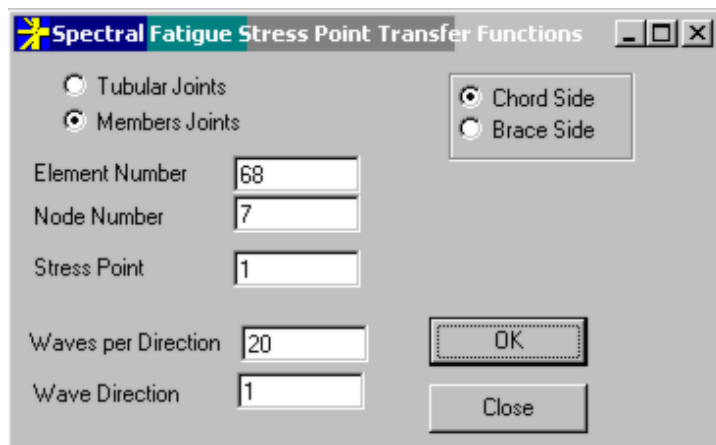 Spectral Fatigue Stress Point Transfer Functions
Tubular Joints
Members Joints
Chord Side
Brace Side
Element Number 68
Node Number 7
Stress Point 1
Waves per Direction 20
Wave Direction 1
OK
Close